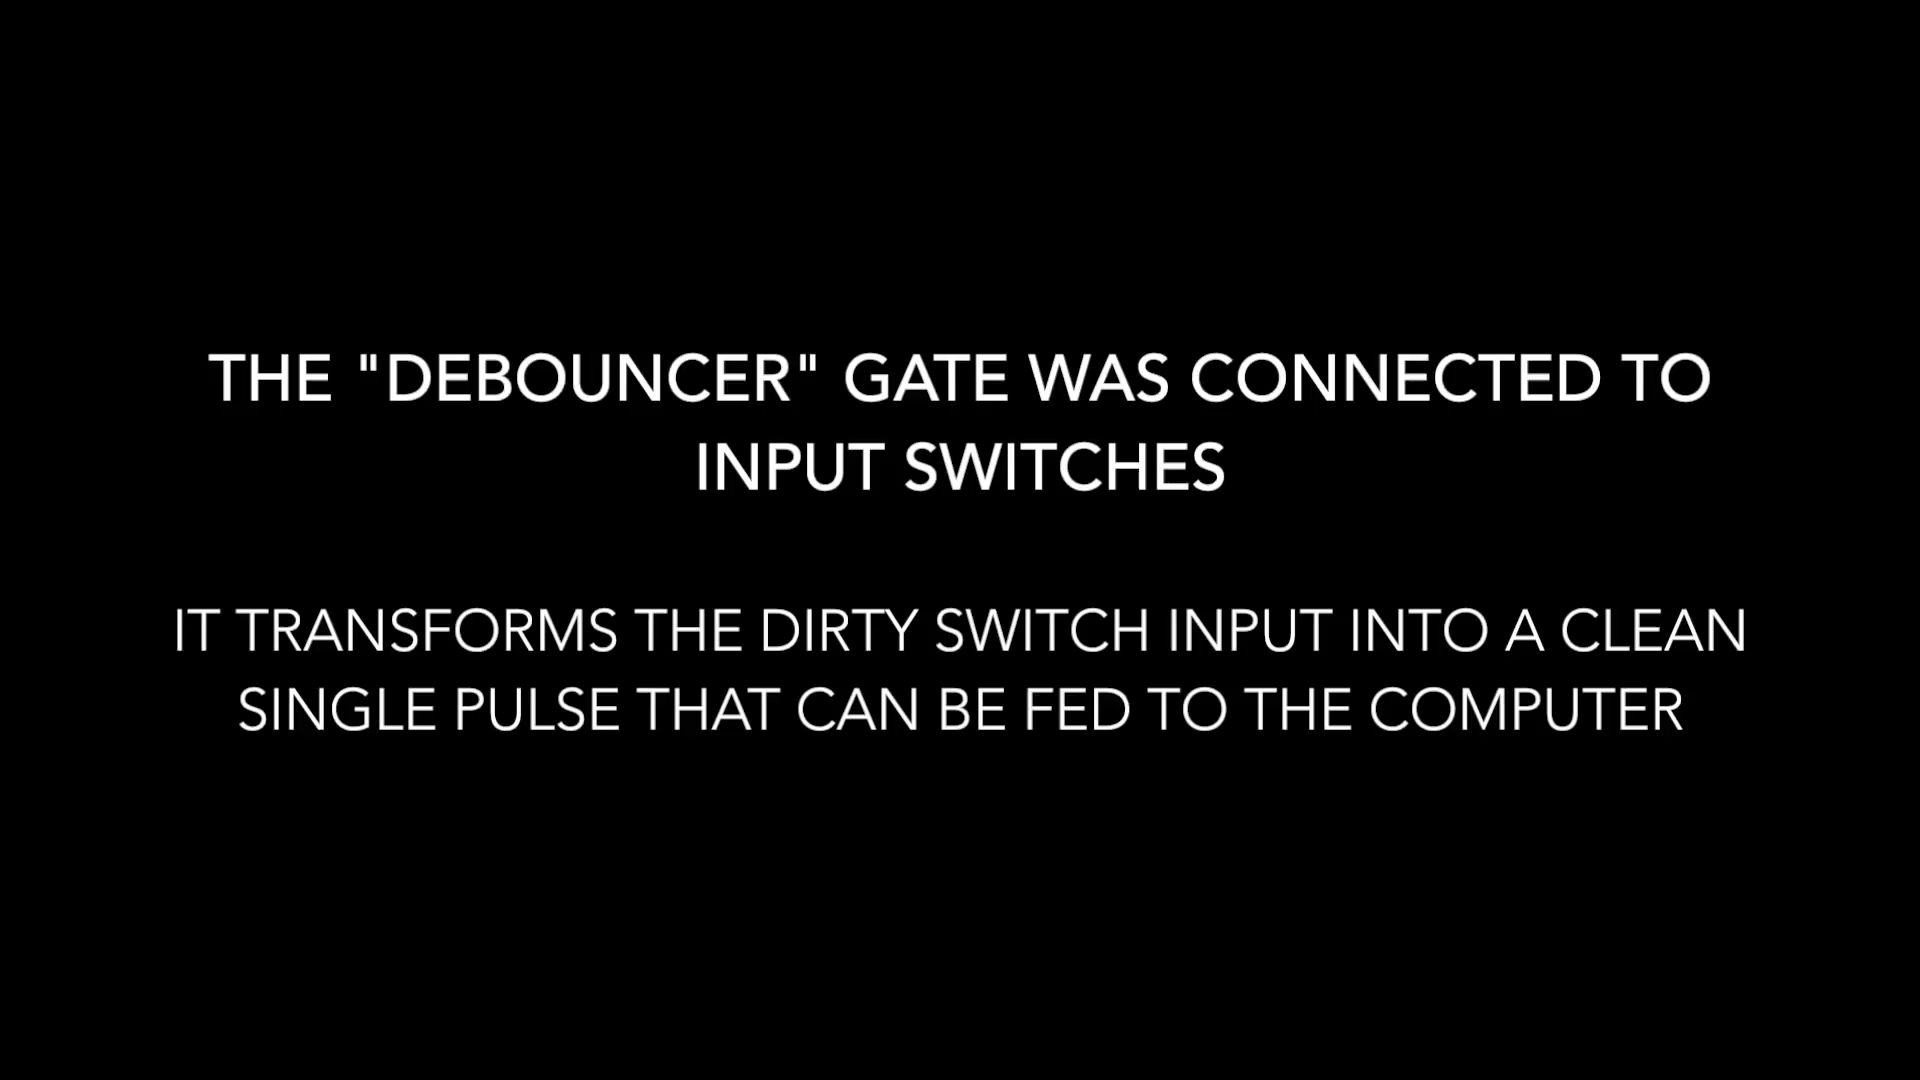 THE "DEBOUNCER" GATE WAS CONNECTED TO
INPUT SWITCHES
IT TRANSFORMS THE DIRTY SWITCH INPUT INTO A CLEAN
SINGLE PULSE THAT CAN BE FED TO THE COMPUTER